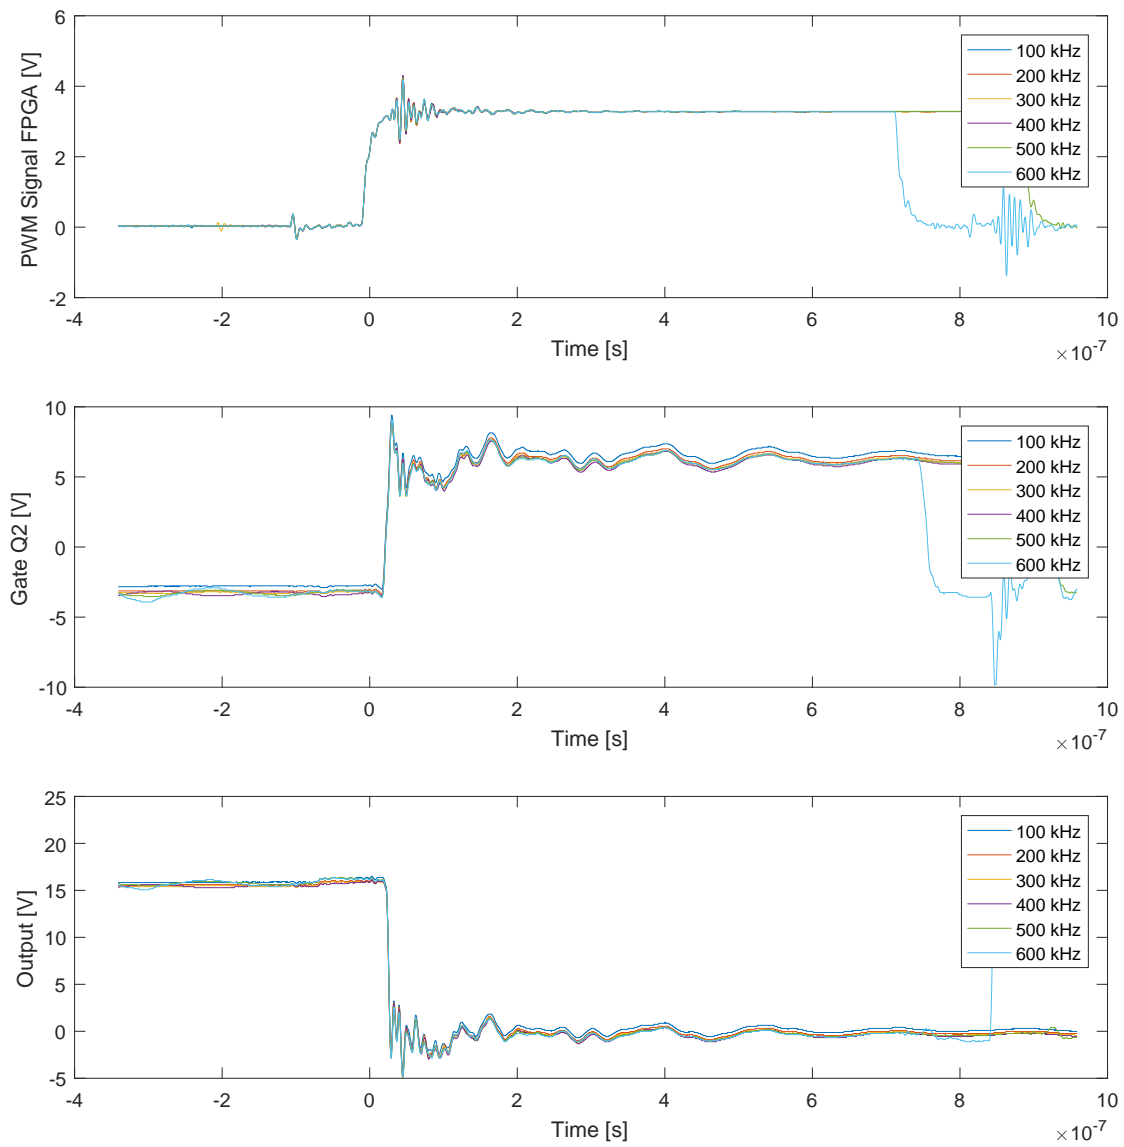 6
4
2
0
-2
PWM Signal FPGA [V]
100 kHz
200 kHz
300 kHz
400 kHz
500 kHz
600 kHz
-4 -2 0 2 4 6 8 10
Time [s]
×10-7
10
5
0
-5
-10
Gate Q2 [V]
100 kHz
200 kHz
300 kHz
400 kHz
500 kHz
600 kHz
-4 -2 0 2 4 6 8 10
Time [s]
×10-7
25
20
15
10
5
0
-5
Output [V]
100 kHz
200 kHz
300 kHz
400 kHz
500 kHz
600 kHz
-4 -2 0 2 4 6 8 10
Time [s]
×10-7